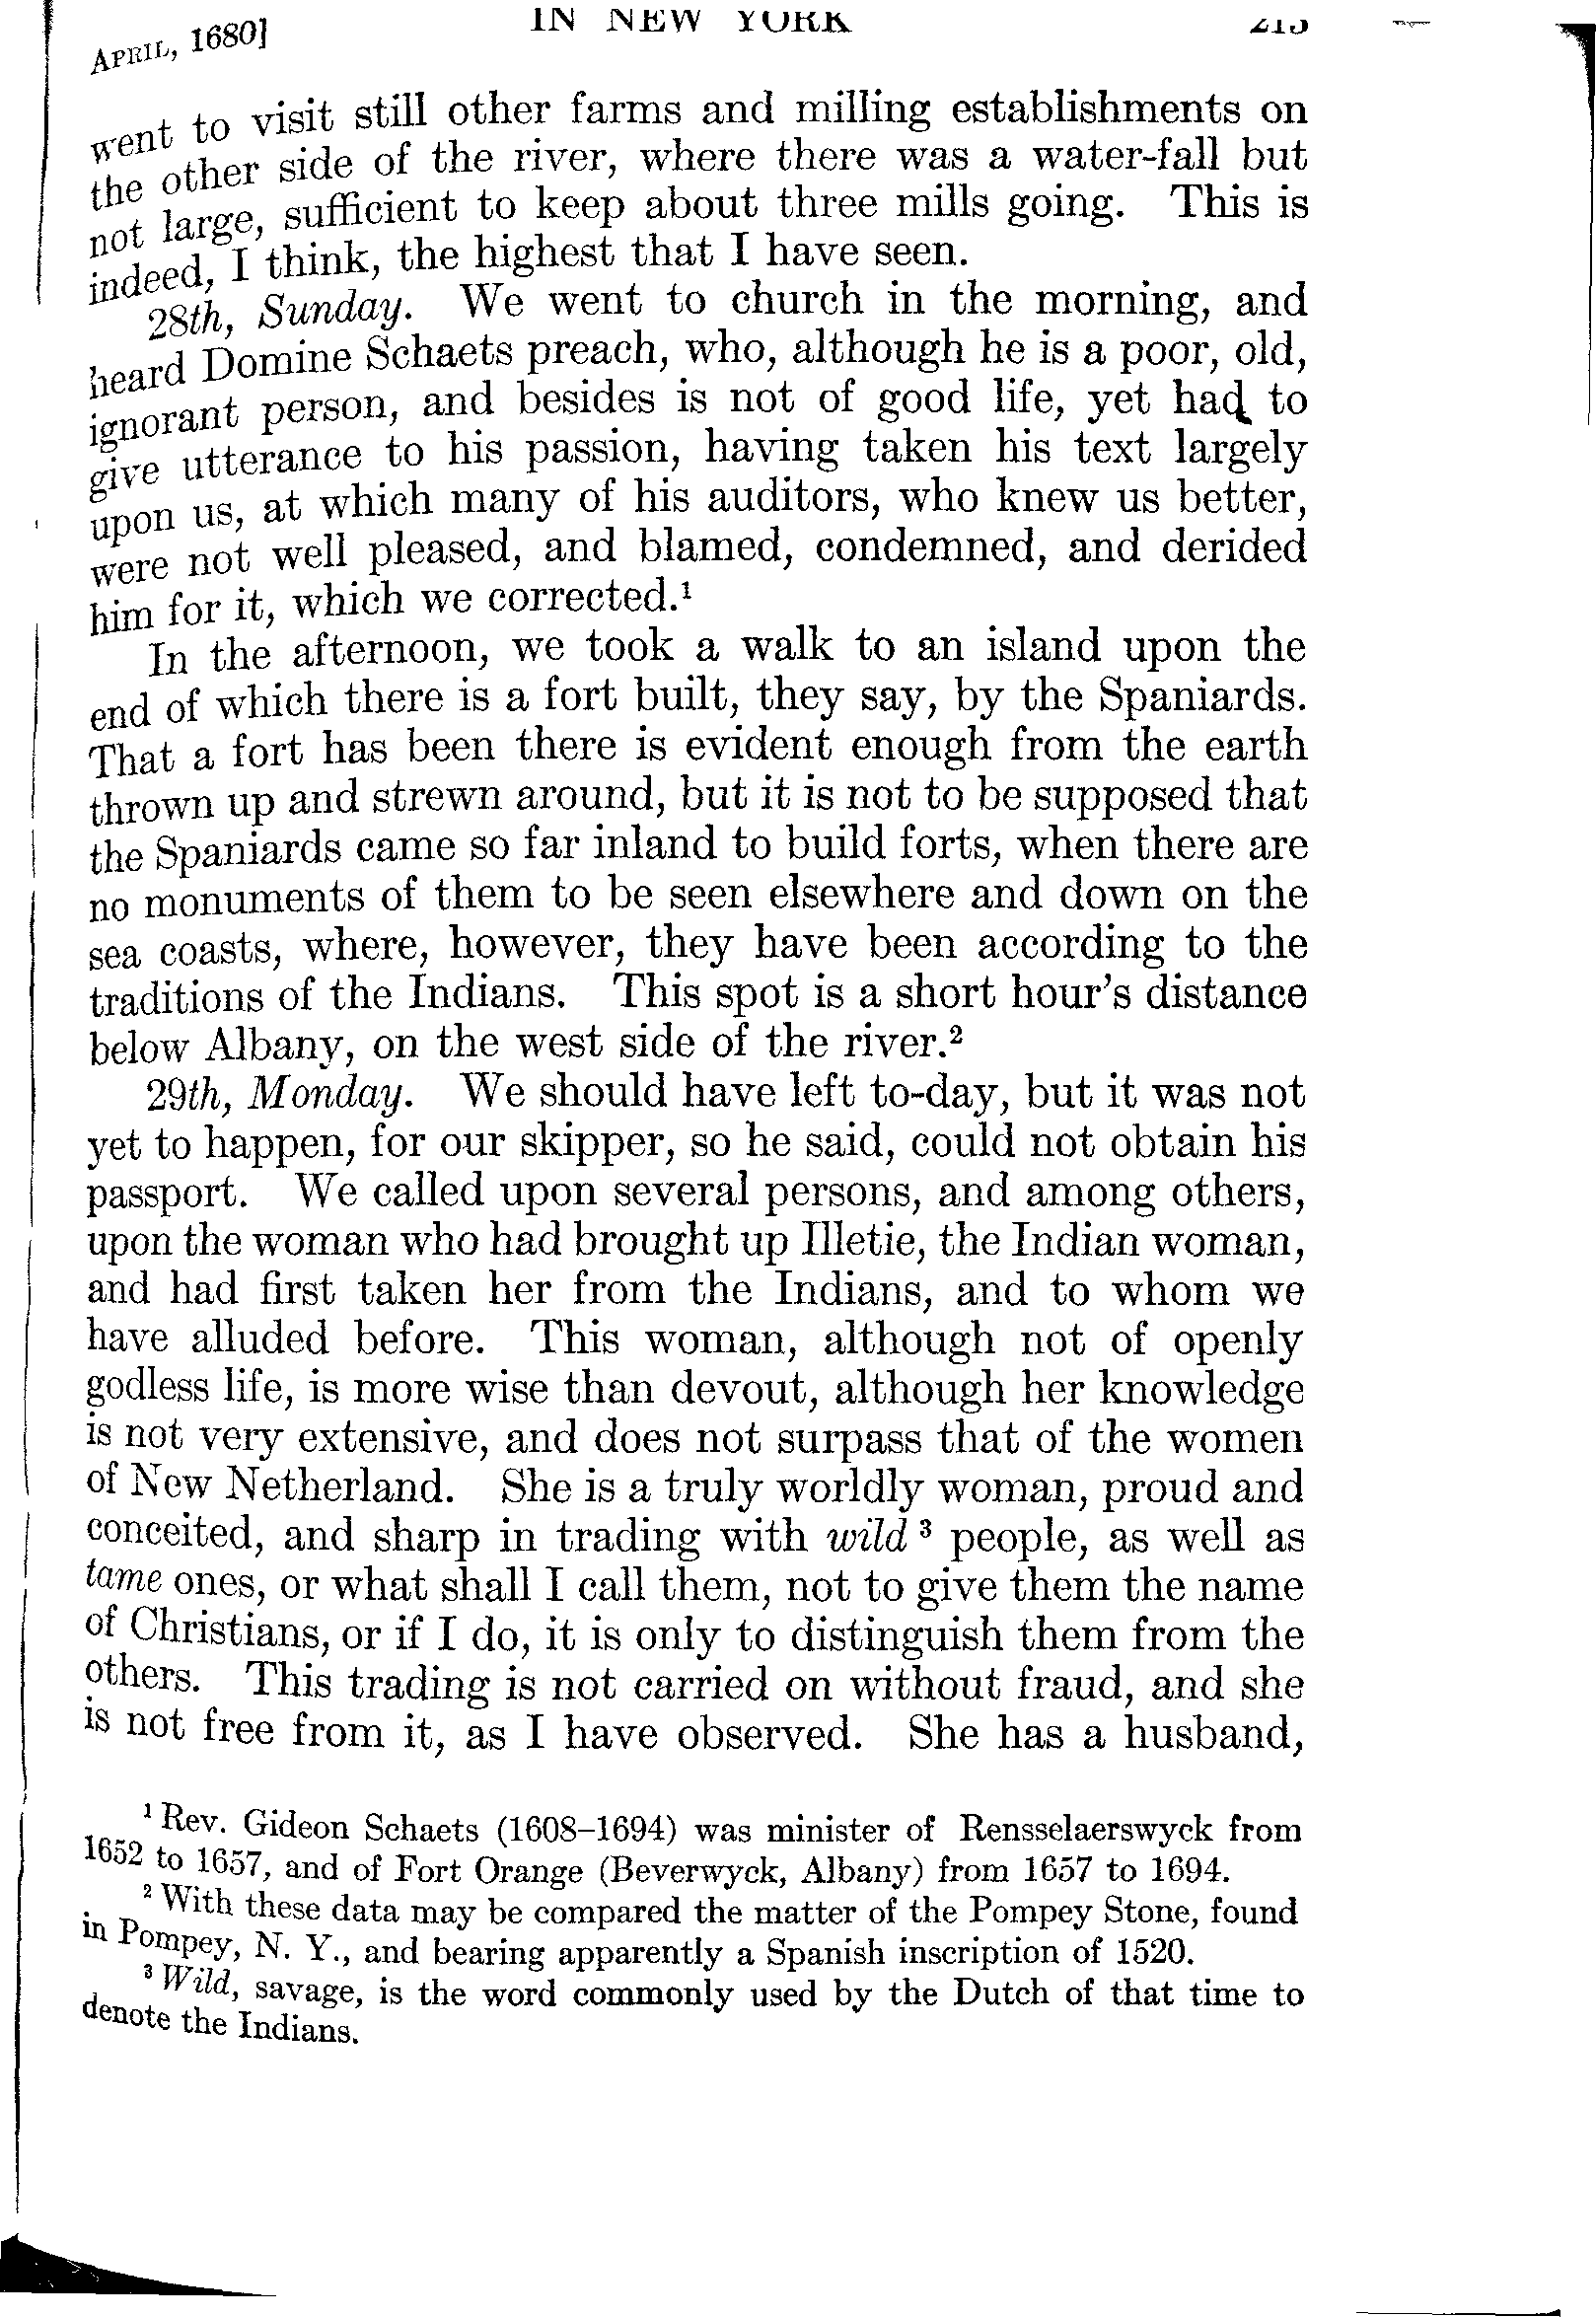 APRIL, 1680] IN NEW YORK
went to visit still other farms and milling establishments on
the other side of the river, where there was a water-fall but
not large, sufficient to keep about three mills going. This is
indeed, I think, the highest that I have seen.
28th, Sunday. We went to church in the morning, and
heard Domine Schaets preach, who, although he is a poor, old,
ignorant person, and besides is not of good life, yet had to
give utterance to his passion, having taken his text largely
upon us, at which many of his auditors, who knew us better,
were not well pleased, and blamed, condemned, and derided
him for it, which we corrected.¹
In the afternoon, we took a walk to an island upon the
end of which there is a fort built, they say, by the Spaniards.
That a fort has been there is evident enough from the earth
thrown up and strewn around, but it is not to be supposed that
the Spaniards came so far inland to build forts, when there are
no monuments of them to be seen elsewhere and down on the
sea coasts, where, however, they have been according to the
traditions of the Indians. This spot is a short hour's distance
below Albany, on the west side of the river.²
29th, Monday. We should have left to-day, but it was not
yet to happen, for our skipper, so he said, could not obtain his
passport. We called upon several persons, and among others,
upon the woman who had brought up Illetie, the Indian woman,
and had first taken her from the Indians, and to whom we
have alluded before. This woman, although not of openly
godless life, is more wise than devout, although her knowledge
is not very extensive, and does not surpass that of the women
of New Netherland. She is a truly worldly woman, proud and
conceited, and sharp in trading with wild ³ people, as well as
tame ones, or what shall I call them, not to give them the name
of Christians, or if I do, it is only to distinguish them from the
others. This trading is not carried on without fraud, and she
is not free from it, as I have observed. She has a husband,
¹ Rev. Gideon Schaets (1608–1694) was minister of Rensselaerswyck from
1652 to 1657, and of Fort Orange (Beverwyck, Albany) from 1657 to 1694.
² With these data may be compared the matter of the Pompey Stone, found
in Pompey, N. Y., and bearing apparently a Spanish inscription of 1520.
³ Wild, savage, is the word commonly used by the Dutch of that time to
denote the Indians.